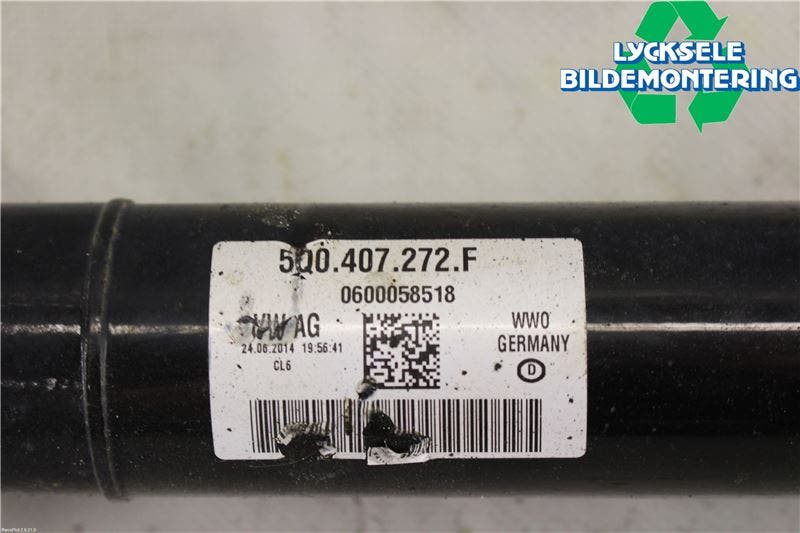 LYCKSELE
BILDEMONTERING
5Q0.407.272.F
0600058518
VW AG
WWO
24.06.2014 19:56:41
GERMANY
CL6
D